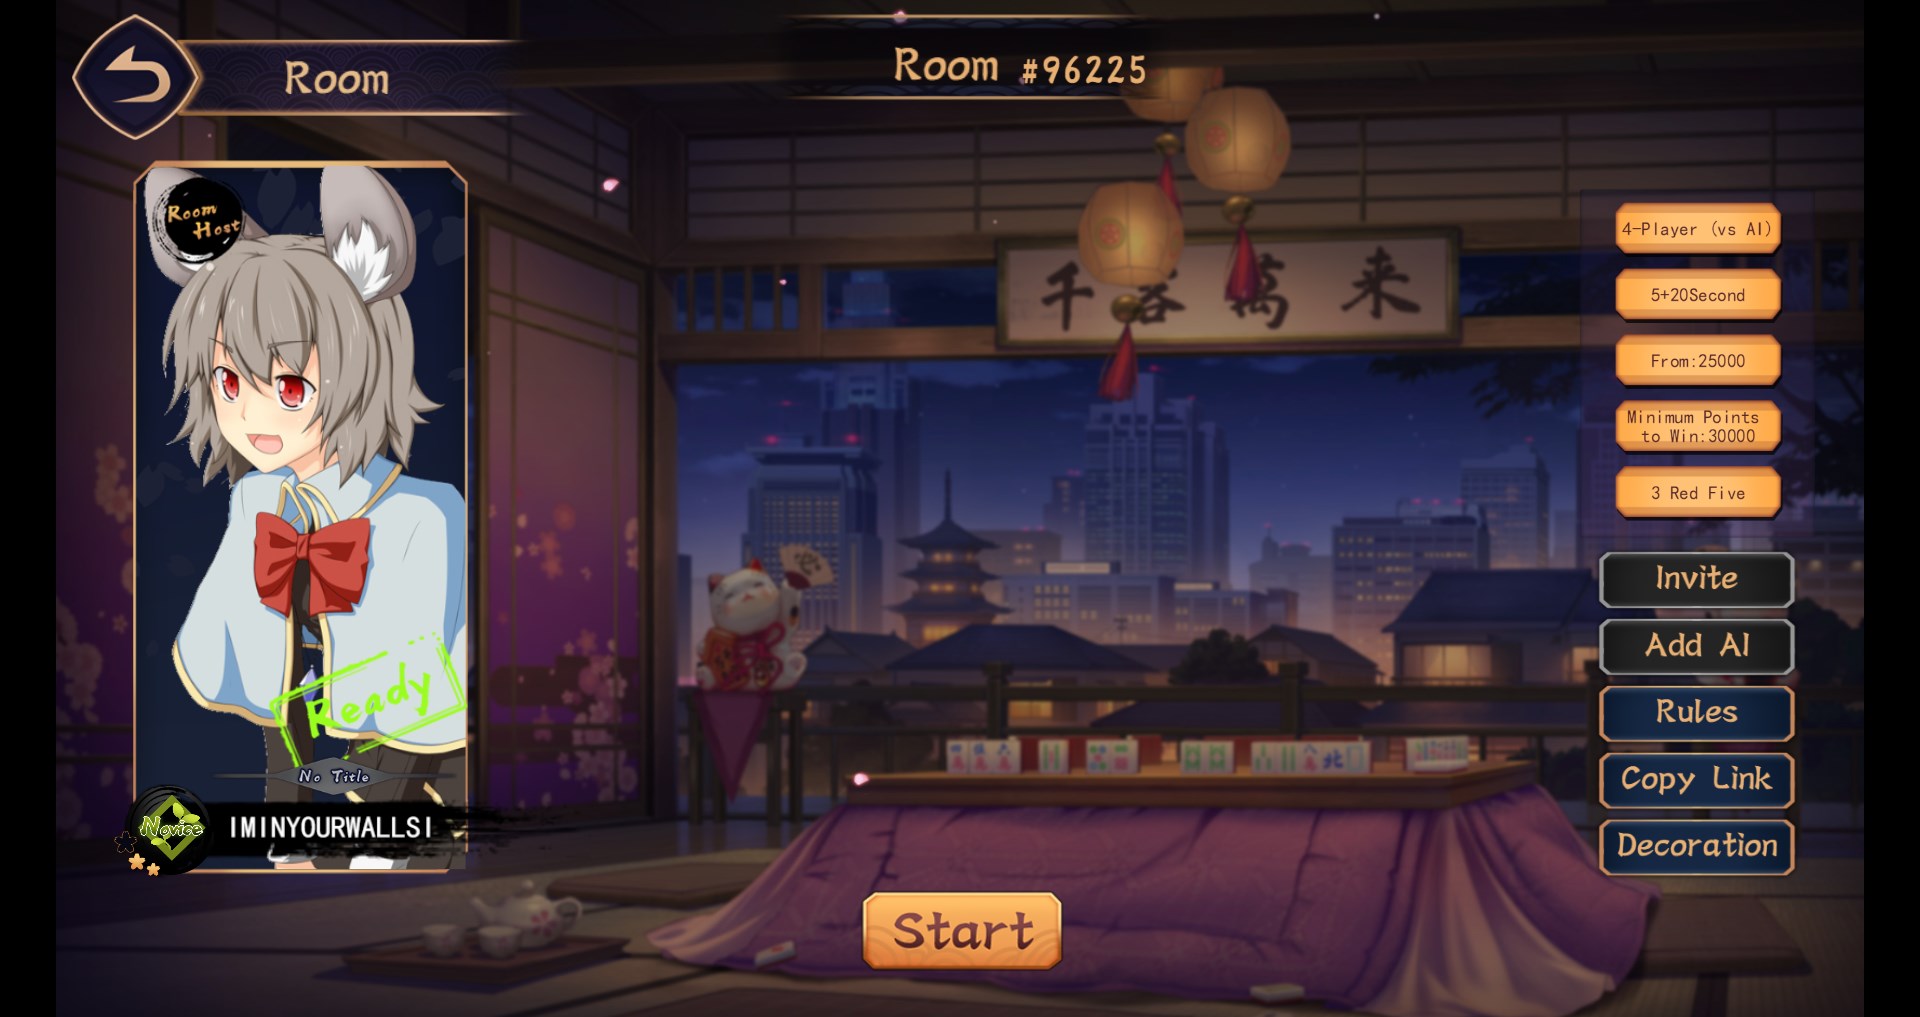 Room
Room #96225
Room
Host
千客萬来
4-Player (vs AI)
5+20Second
From:25000
Minimum Points
to Win:30000
3 Red Five
Invite
Add AI
Rules
Copy Link
Decoration
Ready
No Title
Novice
IMINYOURWALLSI
Start